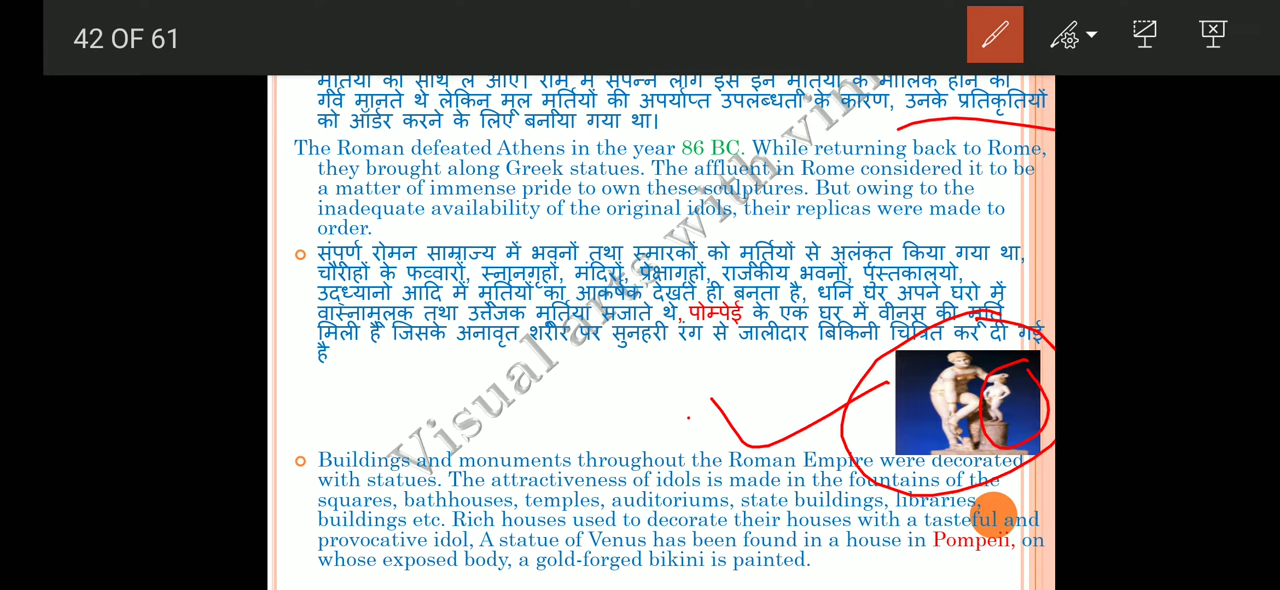 42 OF 61
मूर्तियों को साथ ले आए। रोम में संपन्न लोग इस इन मूर्तियों के मालिक होने का
गर्व मानते थे लेकिन मूल मूर्तियों की अपर्याप्त उपलब्धता के कारण, उनके प्रतिकृतियों
को ऑर्डर करने के लिए बनाया गया था।
The Roman defeated Athens in the year 86 BC. While returning back to Rome,
they brought along Greek statues. The affluent in Rome considered it to be
a matter of immense pride to own these sculptures. But owing to the
inadequate availability of the original idols, their replicas were made to
order.
संपूर्ण रोमन साम्राज्य में भवनों तथा स्मारकों को मूर्तियों से अलंकृत किया गया था,
चौराहों के फव्वारों, स्नानगृहों, मंदिरों, प्रेक्षागृहों, राजकीय भवनों, पुस्तकालयो,
उद्ध्यानो आदि में मूर्तियों का आकर्षक देखते ही बनता है, धनि घर अपने घरो में
वास्नामूलक तथा उत्तेजक मूर्तियां सजाते थे, पोम्पेई के एक घर में वीनस की मूर्ति
मिली है जिसके अनावृत शरीर पर सुनहरी रंग से जालीदार बिकिनी चित्रित कर दी गई
है
Buildings and monuments throughout the Roman Empire were decorated
with statues. The attractiveness of idols is made in the fountains of the
squares, bathhouses, temples, auditoriums, state buildings, libraries,
buildings etc. Rich houses used to decorate their houses with a tasteful and
provocative idol, A statue of Venus has been found in a house in Pompeii, on
whose exposed body, a gold-forged bikini is painted.
Visual arts with vim